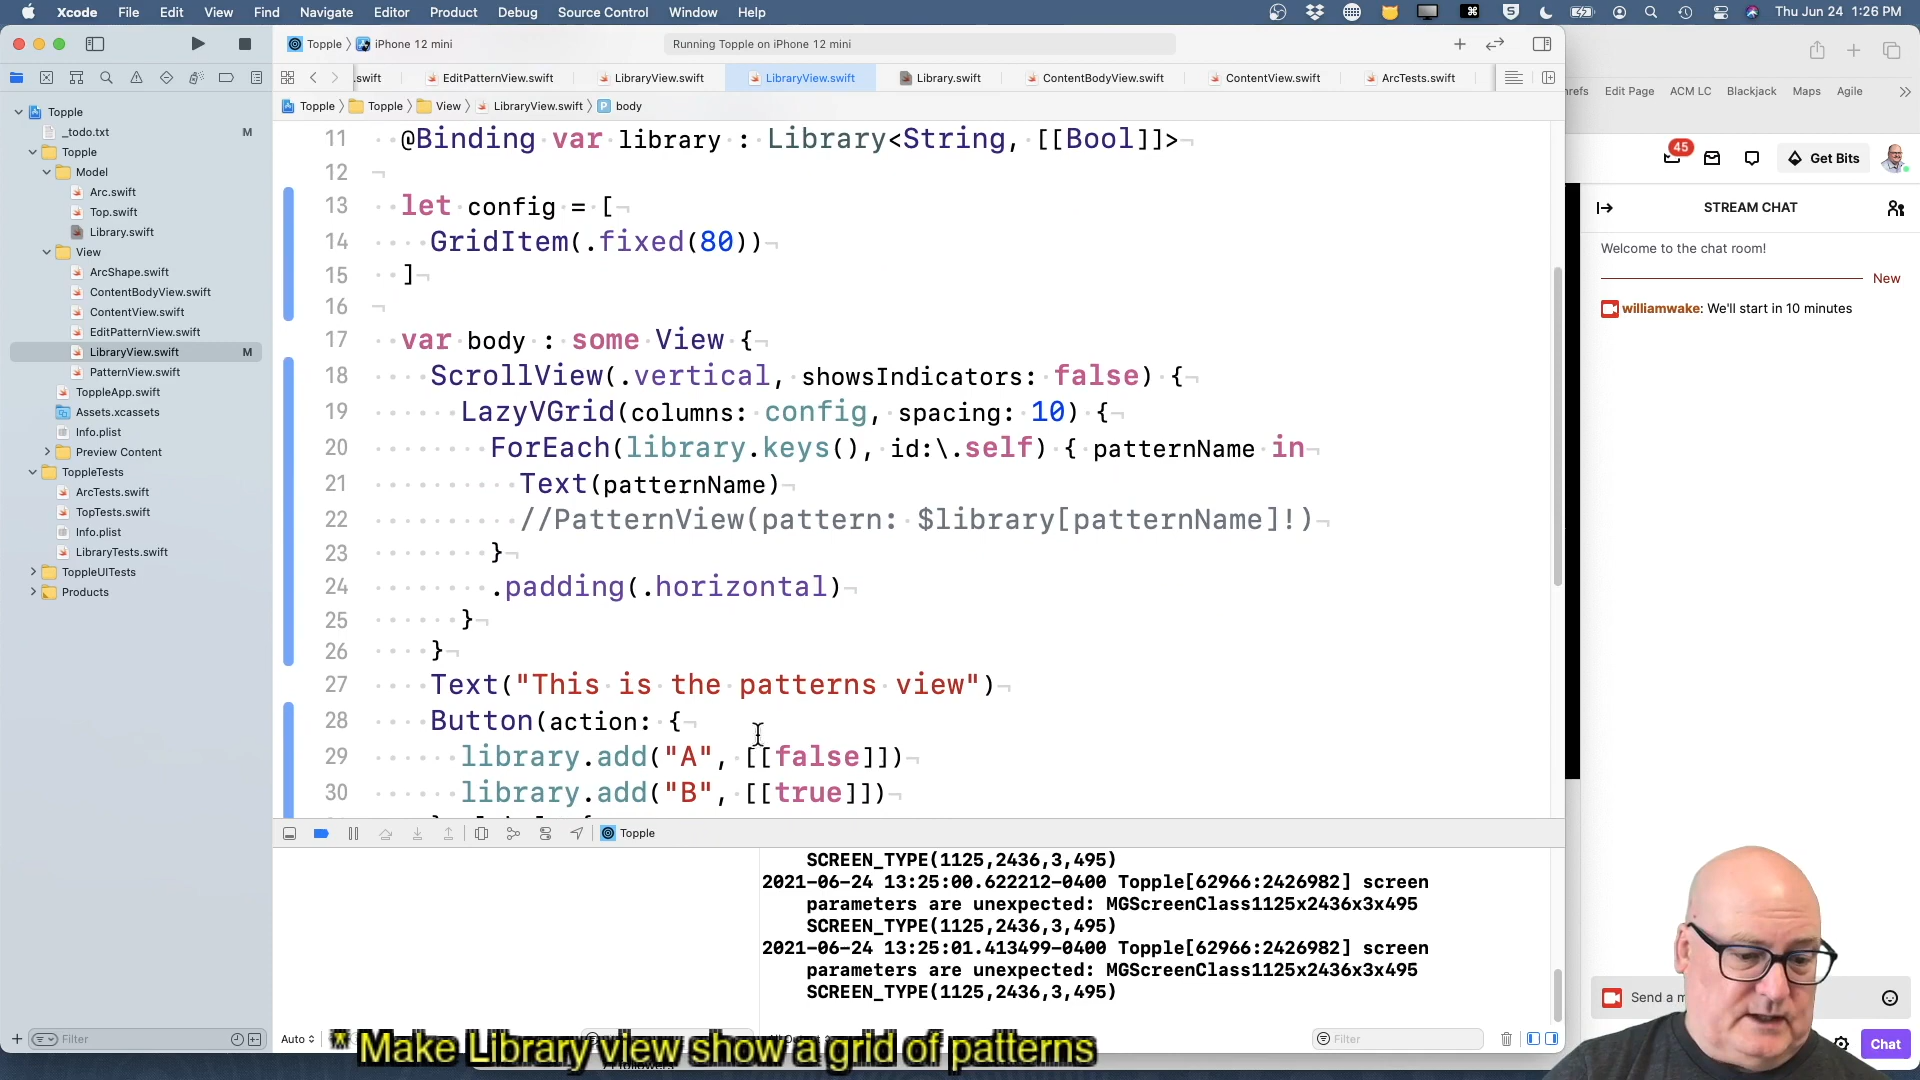 Xcode File Edit View Find Navigate Editor Product Debug Source Control Window Help Thu Jun 24 1:26 PM
Topple iPhone 12 mini Running Topple on iPhone 12 mini
.swift EditPatternView.swift LibraryView.swift LibraryView.swift Library.swift ContentBodyView.swift ContentView.swift ArcTests.swift
Topple Topple View LibraryView.swift body
Topple
_todo.txt M
Topple
Model
Arc.swift
Top.swift
Library.swift
View
ArcShape.swift
ContentBodyView.swift
ContentView.swift
EditPatternView.swift
LibraryView.swift M
PatternView.swift
ToppleApp.swift
Assets.xcassets
Info.plist
Preview Content
ToppleTests
ArcTests.swift
TopTests.swift
Info.plist
LibraryTests.swift
ToppleUITests
Products
Filter
11 @Binding var library : Library<String, [[Bool]]>
12
13 let config = [
14 GridItem(.fixed(80))
15 ]
16
17 var body : some View {
18 ScrollView(.vertical, showsIndicators: false) {
19 LazyVGrid(columns: config, spacing: 10) {
20 ForEach(library.keys(), id:\.self) { patternName in
21 Text(patternName)
22 //PatternView(pattern: $library[patternName]!)
23 }
24 .padding(.horizontal)
25 }
26 }
27 Text("This is the patterns view")
28 Button(action: {
29 library.add("A", [[false]])
30 library.add("B", [[true]])
Topple
SCREEN_TYPE(1125,2436,3,495)
2021-06-24 13:25:00.622212-0400 Topple[62966:2426982] screen
parameters are unexpected: MGScreenClass1125x2436x3x495
SCREEN_TYPE(1125,2436,3,495)
2021-06-24 13:25:01.413499-0400 Topple[62966:2426982] screen
parameters are unexpected: MGScreenClass1125x2436x3x495
SCREEN_TYPE(1125,2436,3,495)
Auto
Filter
* Make Library view show a grid of patterns
Edit Page ACM LC Blackjack Maps Agile
45
Get Bits
STREAM CHAT
Welcome to the chat room!
New
williamwake: We'll start in 10 minutes
Send a
Chat